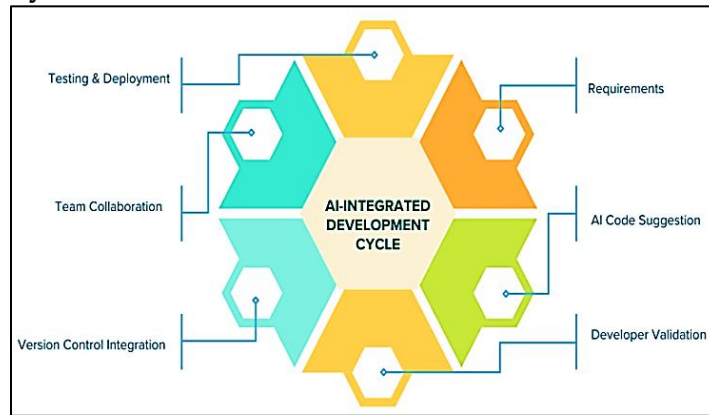 Testing & Deployment
Requirements
Team Collaboration
AI-INTEGRATED
DEVELOPMENT
CYCLE
AI Code Suggestion
Version Control Integration
Developer Validation